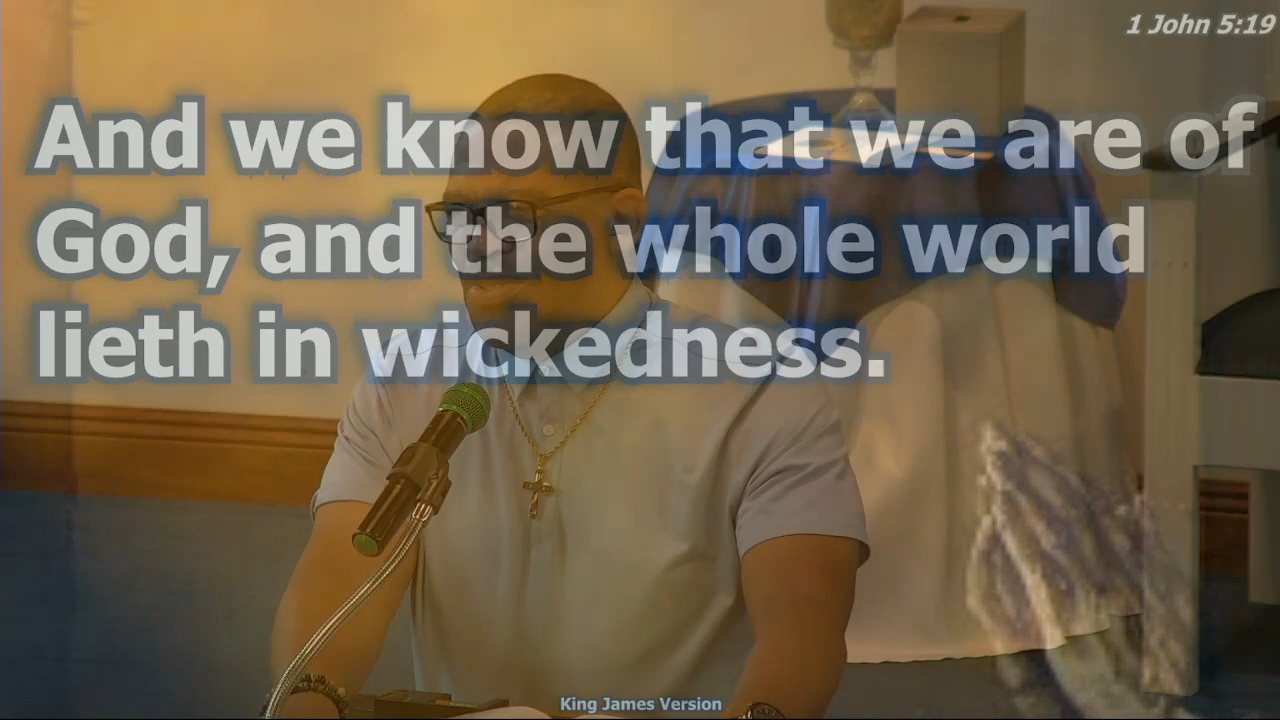 1 John 5:19
And we know that we are of
God, and the whole world
lieth in wickedness.
King James Version